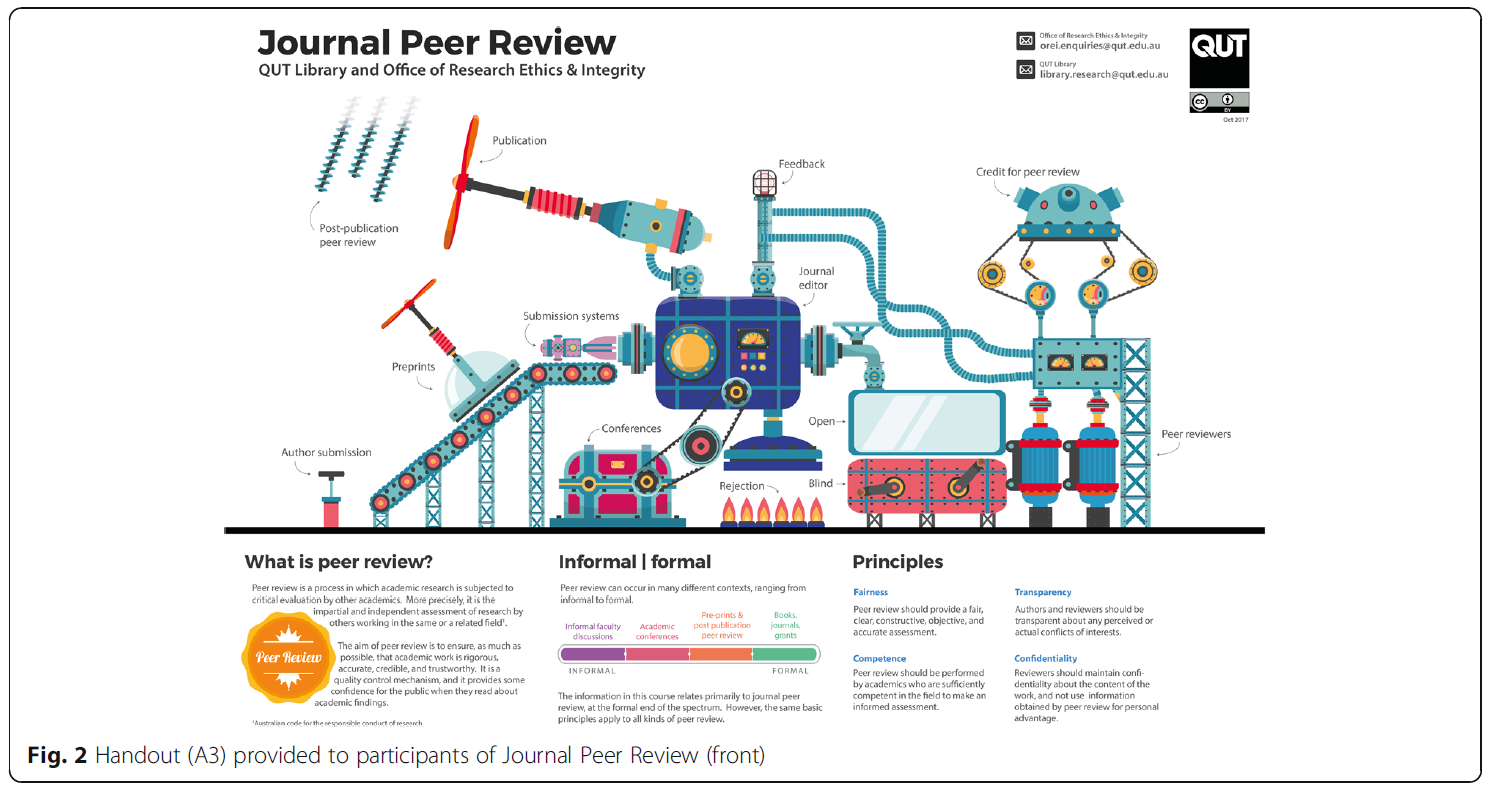 Journal Peer Review
QUT Library and Office of Research Ethics & Integrity
Office of Research Ethics & Integrity
orei.enquiries@qut.edu.au
QUT Library
library.research@qut.edu.au
QUT
cc
BY
Oct 2017
Publication
Feedback
Credit for peer review
Post-publication
peer review
Journal
editor
Submission systems
Preprints
Open
Conferences
Peer reviewers
Author submission
Rejection
Blind
What is peer review?
Peer review is a process in which academic research is subjected to
critical evaluation by other academics. More precisely, it is the
impartial and independent assessment of research by
others working in the same or a related field¹.
Peer Review
The aim of peer review is to ensure, as much as
possible, that academic work is rigorous,
accurate, credible, and trustworthy. It is a
quality control mechanism, and it provides some
confidence for the public when they read about
academic findings.
¹Australian code for the responsible conduct of research
Informal | formal
Peer review can occur in many different contexts, ranging from
informal to formal.
Informal faculty
discussions
Academic
conferences
Pre-prints &
post publication
peer review
Books,
journals,
grants
INFORMAL
FORMAL
The information in this course relates primarily to journal peer
review, at the formal end of the spectrum. However, the same basic
principles apply to all kinds of peer review.
Principles
Fairness
Peer review should provide a fair,
clear, constructive, objective, and
accurate assessment.
Competence
Peer review should be performed
by academics who are sufficiently
competent in the field to make an
informed assessment.
Transparency
Authors and reviewers should be
transparent about any perceived or
actual conflicts of interests.
Confidentiality
Reviewers should maintain confi-
dentiality about the content of the
work, and not use information
obtained by peer review for personal
advantage.
Fig. 2 Handout (A3) provided to participants of Journal Peer Review (front)